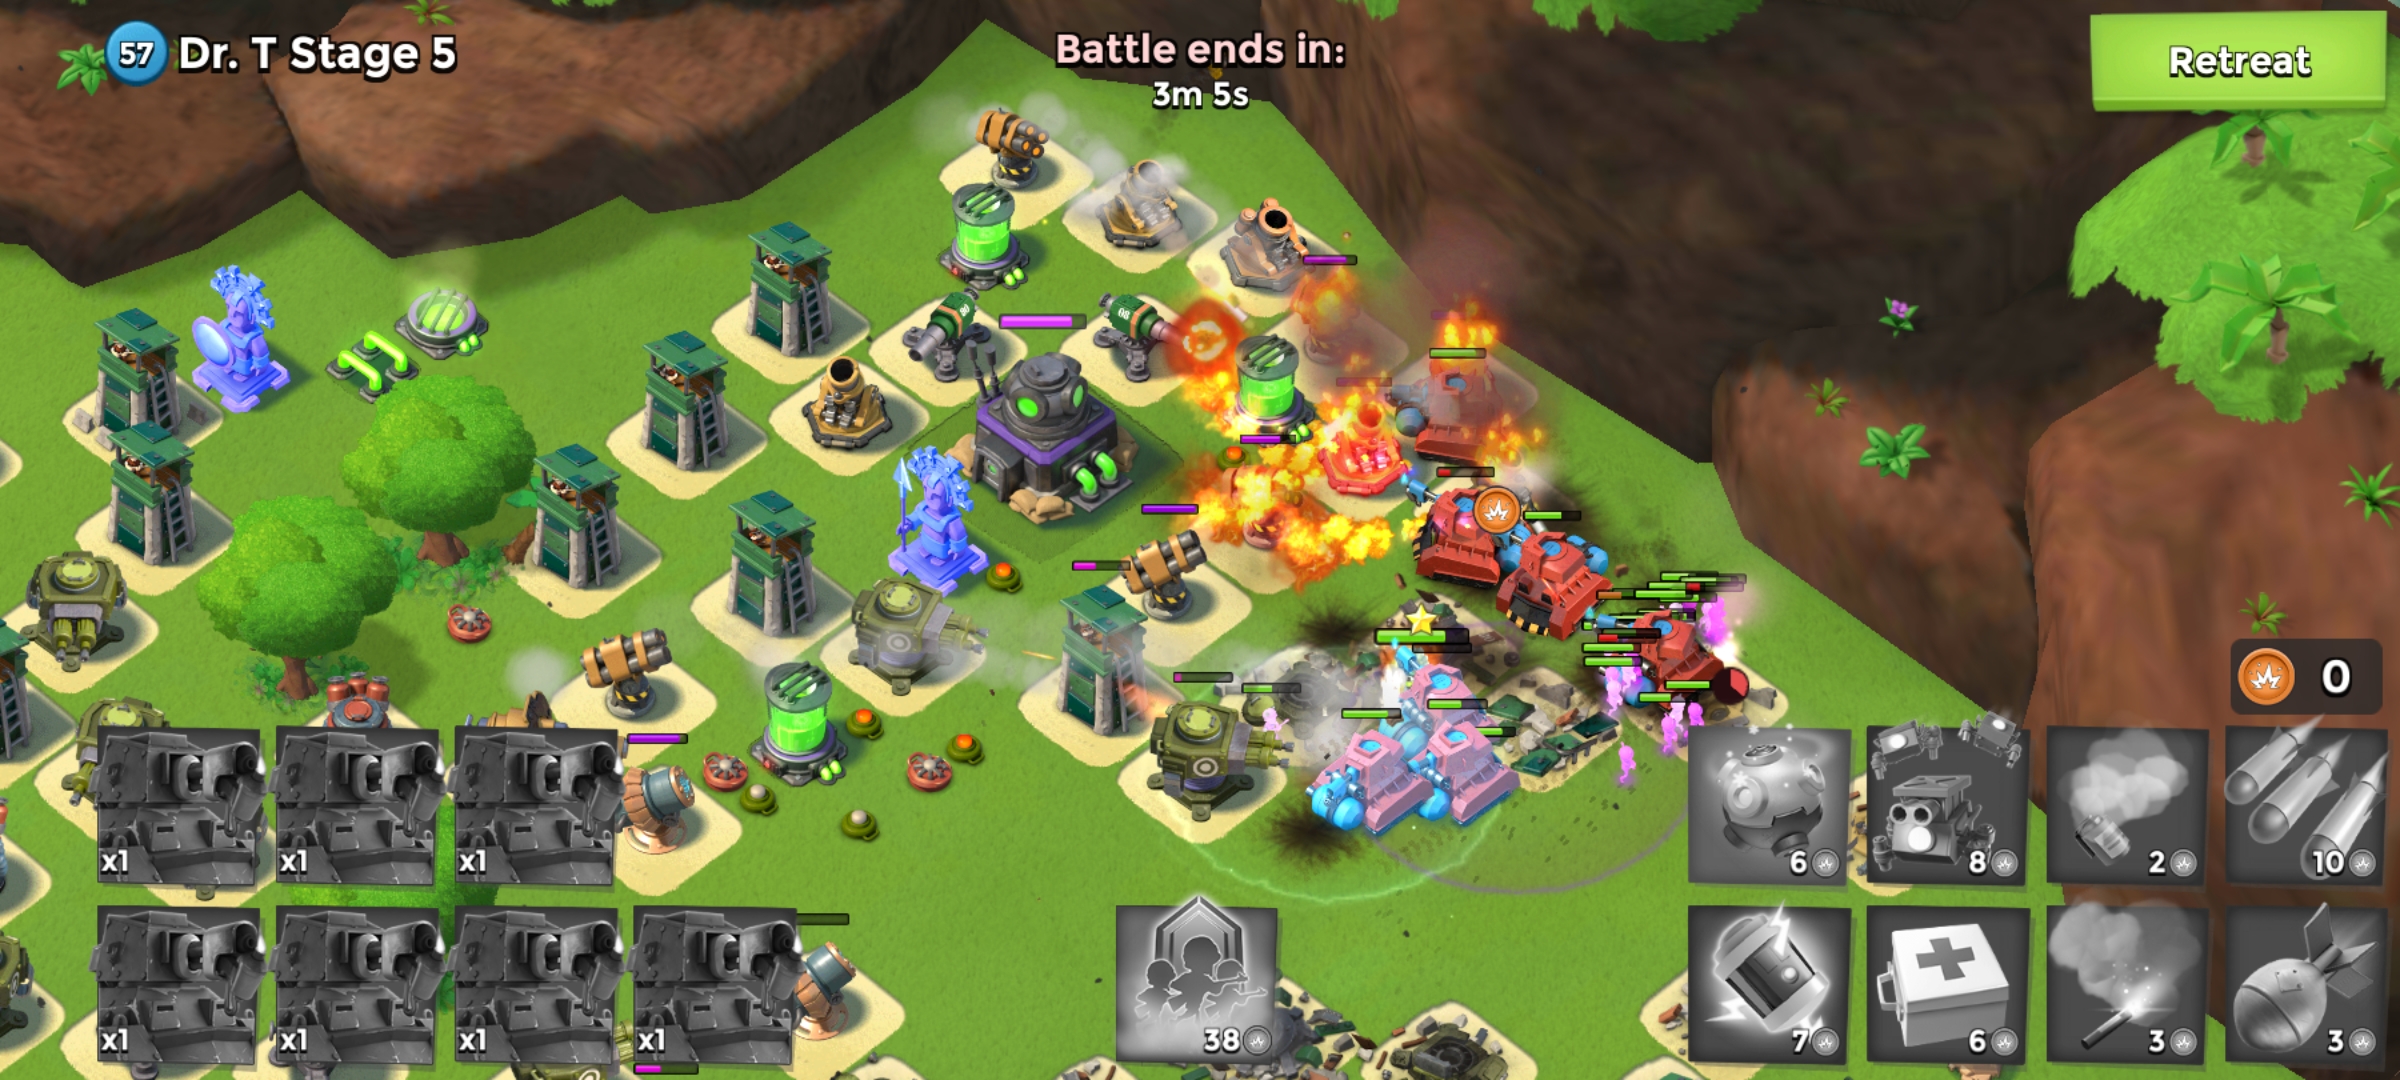 57 Dr. T Stage 5
Battle ends in:
3m 5s
Retreat
0
x1 x1 x1
6 8 2 10
x1 x1 x1 x1
38
7 6 3 3